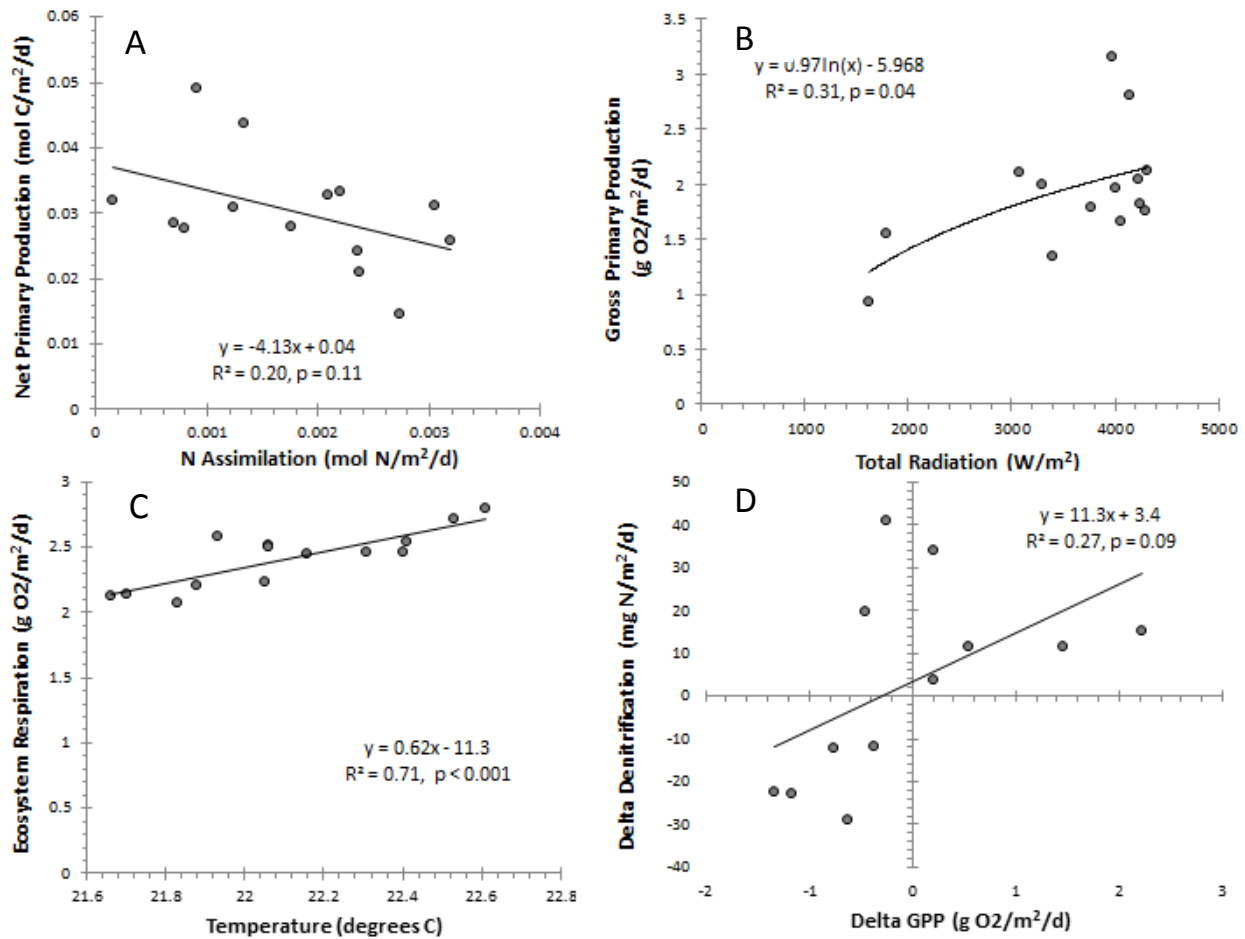 A
Net Primary Production (mol C/m²/d)
0.06
0.05
0.04
0.03
0.02
0.01
0
y = -4.13x + 0.04
R² = 0.20, p = 0.11
0 0.001 0.002 0.003 0.004
N Assimilation (mol N/m²/d)
B
Gross Primary Production
(g O2/m²/d)
3.5
3
2.5
2
1.5
1
0.5
0
y = 0.97ln(x) - 5.968
R² = 0.31, p = 0.04
0 1000 2000 3000 4000 5000
Total Radiation (W/m²)
C
Ecosystem Respiration (g O2/m²/d)
3
2.5
2
1.5
1
0.5
0
y = 0.62x - 11.3
R² = 0.71, p < 0.001
21.6 21.8 22 22.2 22.4 22.6 22.8
Temperature (degrees C)
D
Delta Denitrification (mg N/m²/d)
50
40
30
20
10
0
-10
-20
-30
-40
y = 11.3x + 3.4
R² = 0.27, p = 0.09
-2 -1 0 1 2 3
Delta GPP (g O2/m²/d)